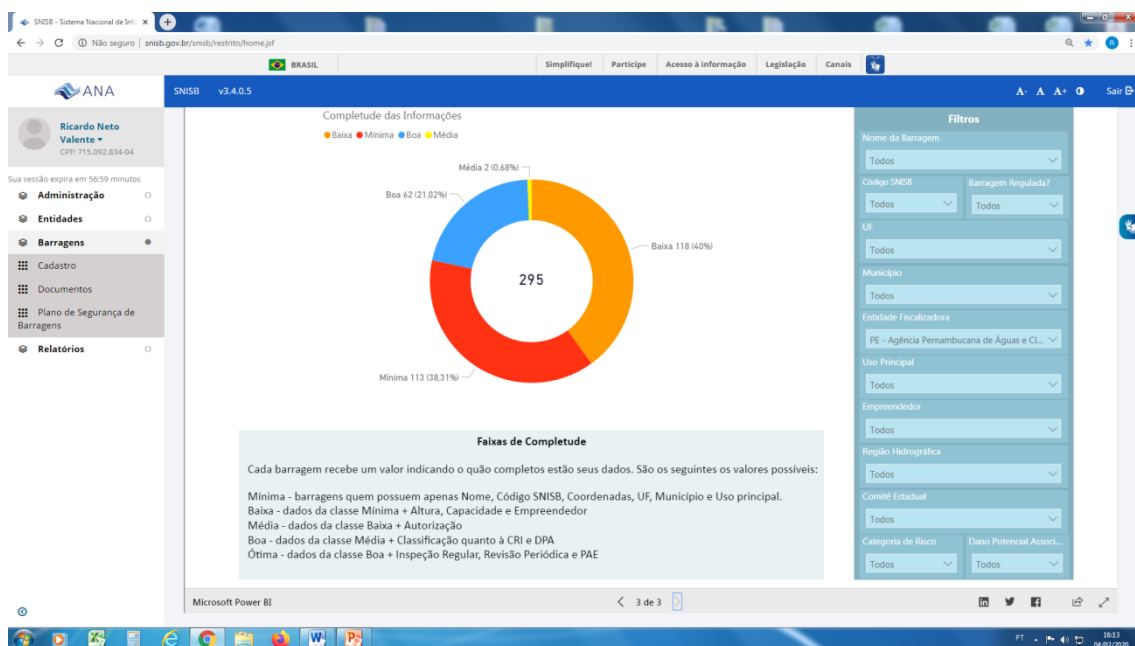 SNISB - Sistema Nacional de Inf
Não seguro | snisb.gov.br/snisb/restrito/home.jsf
R
BRASIL
Simplifique! Participe Acesso à informação Legislação Canais
ANA
SNISB v3.4.0.5
A- A A+ Sair
Ricardo Neto
Valente
CPF: 715.092.834-04
Sua sessão expira em 56:59 minutos
Administração
Entidades
Barragens
Cadastro
Documentos
Plano de Segurança de
Barragens
Relatórios
Completude das Informações
Baixa Mínima Boa Média
Média 2 (0,68%)
Boa 62 (21,02%)
Baixa 118 (40%)
295
Mínima 113 (38,31%)
Faixas de Completude
Cada barragem recebe um valor indicando o quão completos estão seus dados. São os seguintes os valores possíveis:
Mínima - barragens quem possuem apenas Nome, Código SNISB, Coordenadas, UF, Município e Uso principal.
Baixa - dados da classe Mínima + Altura, Capacidade e Empreendedor
Média - dados da classe Baixa + Autorização
Boa - dados da classe Média + Classificação quanto à CRI e DPA
Ótima - dados da classe Boa + Inspeção Regular, Revisão Periódica e PAE
Filtros
Nome da Barragem
Todos
Código SNISB Barragem Regulada?
Todos Todos
UF
Todos
Município
Todos
Entidade Fiscalizadora
PE - Agência Pernambucana de Águas e Cl...
Uso Principal
Todos
Empreendedor
Todos
Região Hidrográfica
Todos
Comitê Estadual
Todos
Categoria de Risco Dano Potencial Associ...
Todos Todos
Microsoft Power BI
3 de 3
PT
16:13
04/02/2020